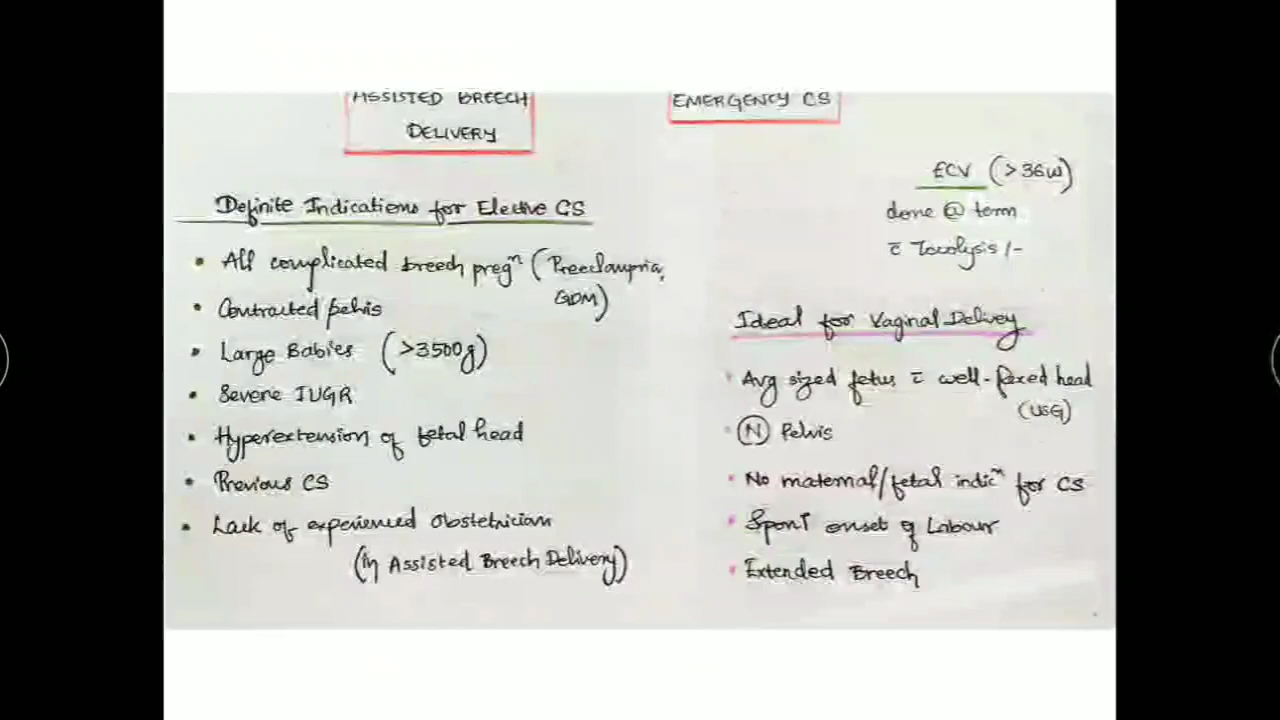 ASSISTED BREECH
DELIVERY
EMERGENCY CS
Definite Indications for Elective CS
• All complicated breech pregⁿ (Preeclampsia,
GDM)
• Contracted pelvis
• Large Babies (>3500g)
• Severe IUGR
• Hyperextension of fetal head
• Previous CS
• Lack of experienced obstetrician
(in Assisted Breech Delivery)
ECV (>36w)
done @ term
c̄ Tocolysis /-
Ideal for Vaginal Delivey
• Avg sized fetus c̄ well-flexed head
(USG)
• Ⓝ Pelvis
• No maternal/fetal indicⁿ for CS
• Spont onset of Labour
• Extended Breech